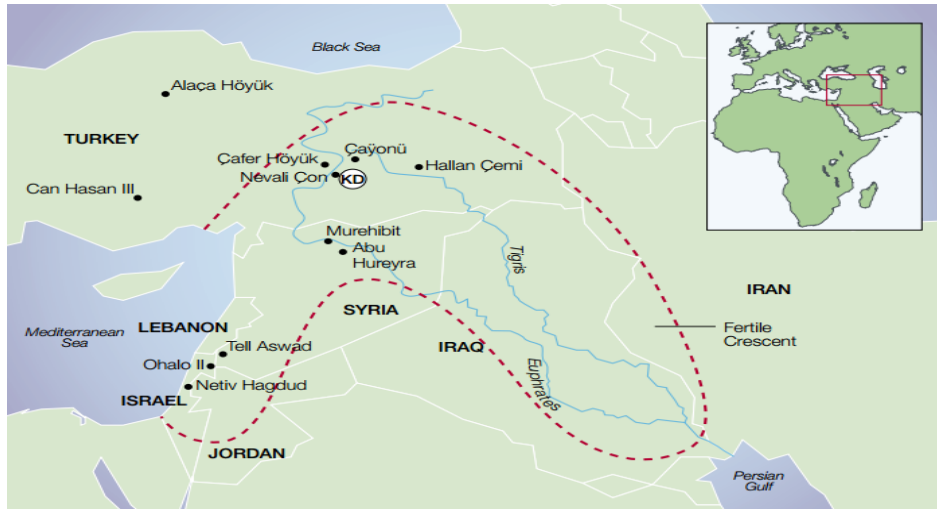 Black Sea
Alaça Höyük
TURKEY
Çayönü
Çafer Höyük
Hallan Çemi
Nevali Çon
KD
Can Hasan III
Murehibit
Abu
Hureyra
Tigris
IRAN
SYRIA
Mediterranean
Sea
LEBANON
Fertile
Crescent
IRAQ
Tell Aswad
Ohalo II
Euphrates
Netiv Hagdud
ISRAEL
JORDAN
Persian
Gulf